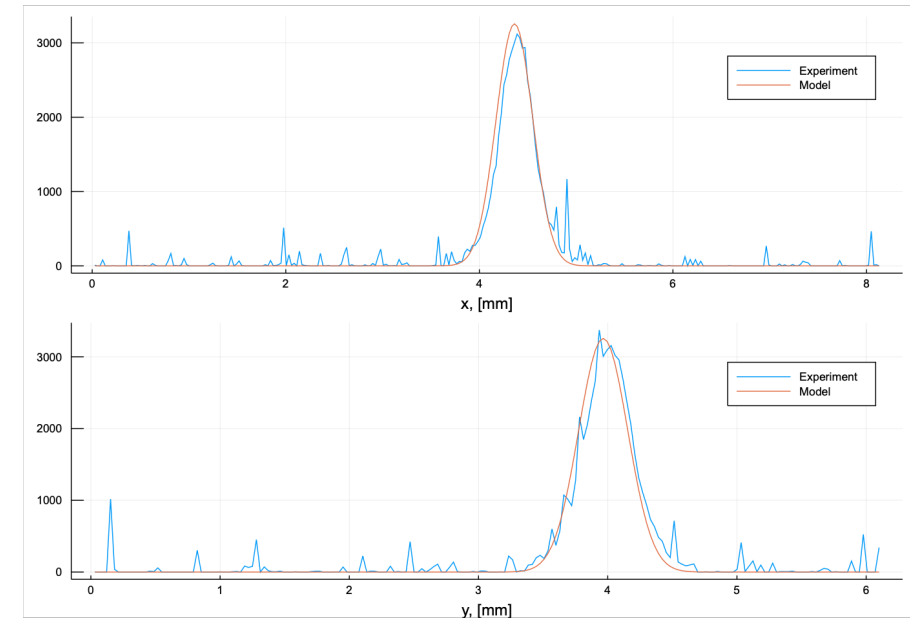 3000
2000
1000
0
Experiment
Model
0 2 4 6 8
x, [mm]
3000
2000
1000
0
Experiment
Model
0 1 2 3 4 5 6
y, [mm]